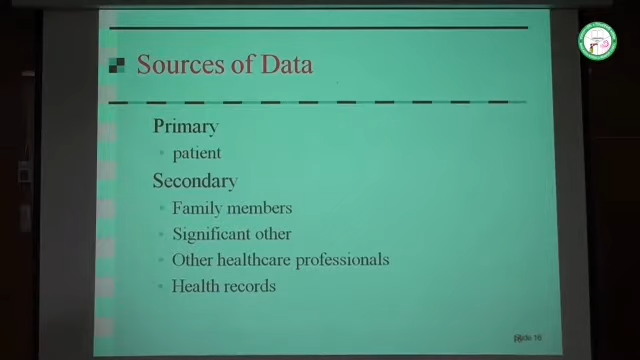 Sources of Data
Primary
patient
Secondary
Family members
Significant other
Other healthcare professionals
Health records